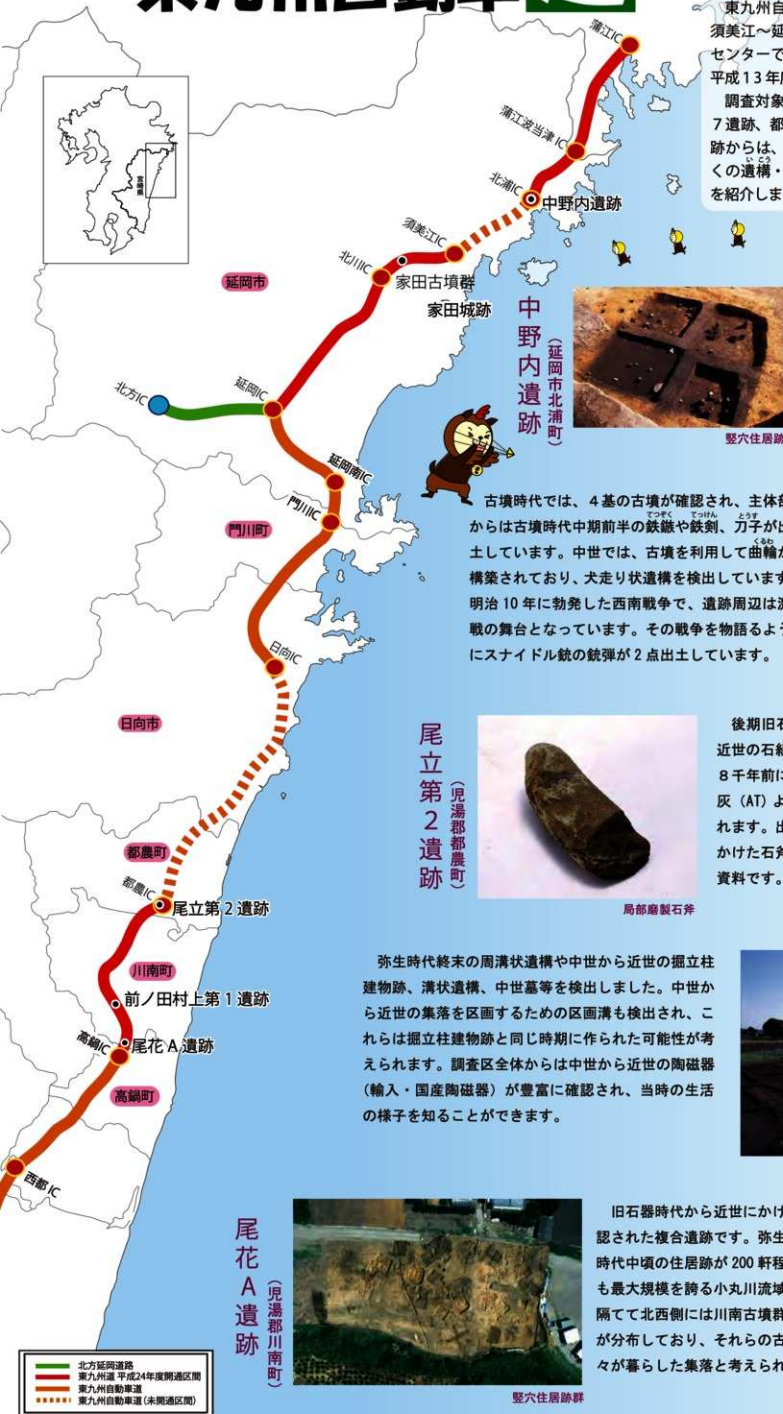 東九州自動車道
東九州自
須美江～延
センターで
平成13年度
調査対象
7遺跡、都
跡からは、
くの遺構・
いこう
を紹介しま
蒲江IC
蒲江波当津IC
北浦IC
中野内遺跡
須美江IC
北川IC
家田古墳群
家田城跡
宮崎県
延岡市
北方IC
延岡IC
延岡南IC
門川IC
門川町
日向IC
日向市
都農町
都農IC
尾立第2遺跡
川南町
前ノ田村上第1遺跡
高鍋IC
尾花A遺跡
高鍋町
西都IC
中野内遺跡
(延岡市北浦町)
竪穴住居跡
古墳時代では、4基の古墳が確認され、主体部
からは古墳時代中期前半の鉄鏃や鉄剣、刀子が出
てつぞく てっけん とうす
土しています。中世では、古墳を利用して曲輪が
くるわ
構築されており、犬走り状遺構を検出しています
明治10年に勃発した西南戦争で、遺跡周辺は激
戦の舞台となっています。その戦争を物語るよう
にスナイドル銃の銃弾が2点出土しています。
尾立第2遺跡
(児湯郡都農町)
局部磨製石斧
後期旧石
近世の石組
8千年前に
灰(AT)よ
れます。出
かけた石斧
資料です。
弥生時代終末の周溝状遺構や中世から近世の掘立柱
建物跡、溝状遺構、中世墓等を検出しました。中世か
ら近世の集落を区画するための区画溝も検出され、こ
れらは掘立柱建物跡と同じ時期に作られた可能性が考
えられます。調査区全体からは中世から近世の陶磁器
(輸入・国産陶磁器)が豊富に確認され、当時の生活
の様子を知ることができます。
尾花A遺跡
(児湯郡川南町)
竪穴住居跡群
旧石器時代から近世にかけ
認された複合遺跡です。弥生
時代中頃の住居跡が200軒程
も最大規模を誇る小丸川流域
隔てて北西側には川南古墳群
が分布しており、それらの古
々が暮らした集落と考えられ
北方延岡道路
東九州道 平成24年度開通区間
東九州自動車道
東九州自動車道(未開通区間)